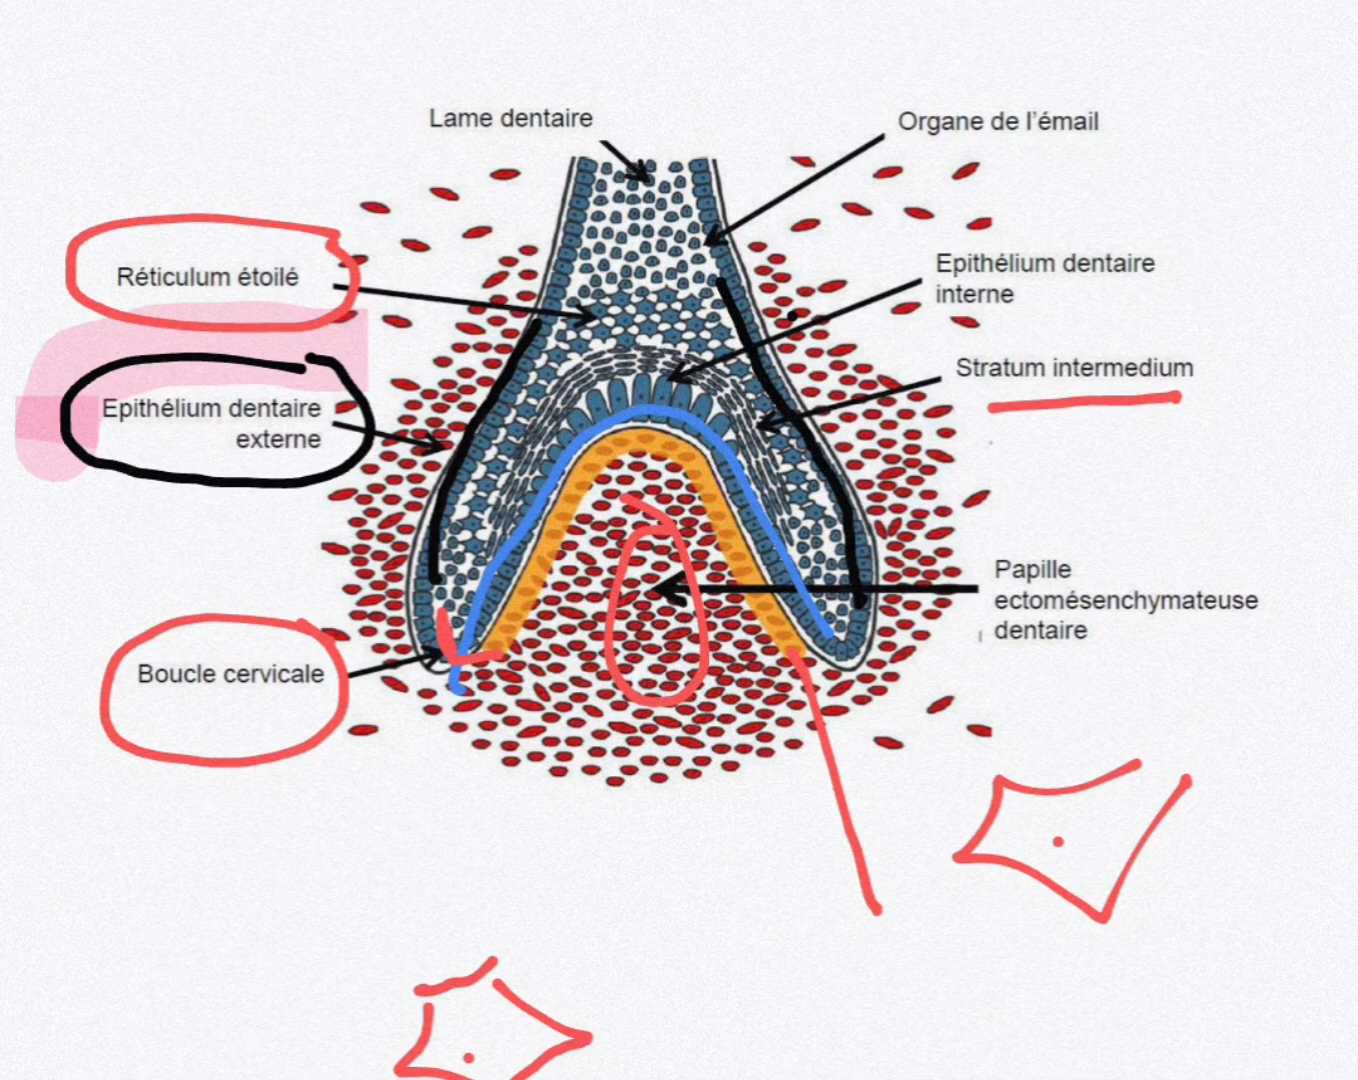 Lame dentaire
Organe de l'émail
Réticulum étoilé
Epithélium dentaire
interne
Stratum intermedium
Epithélium dentaire
externe
Papille
ectomésenchymateuse
dentaire
Boucle cervicale